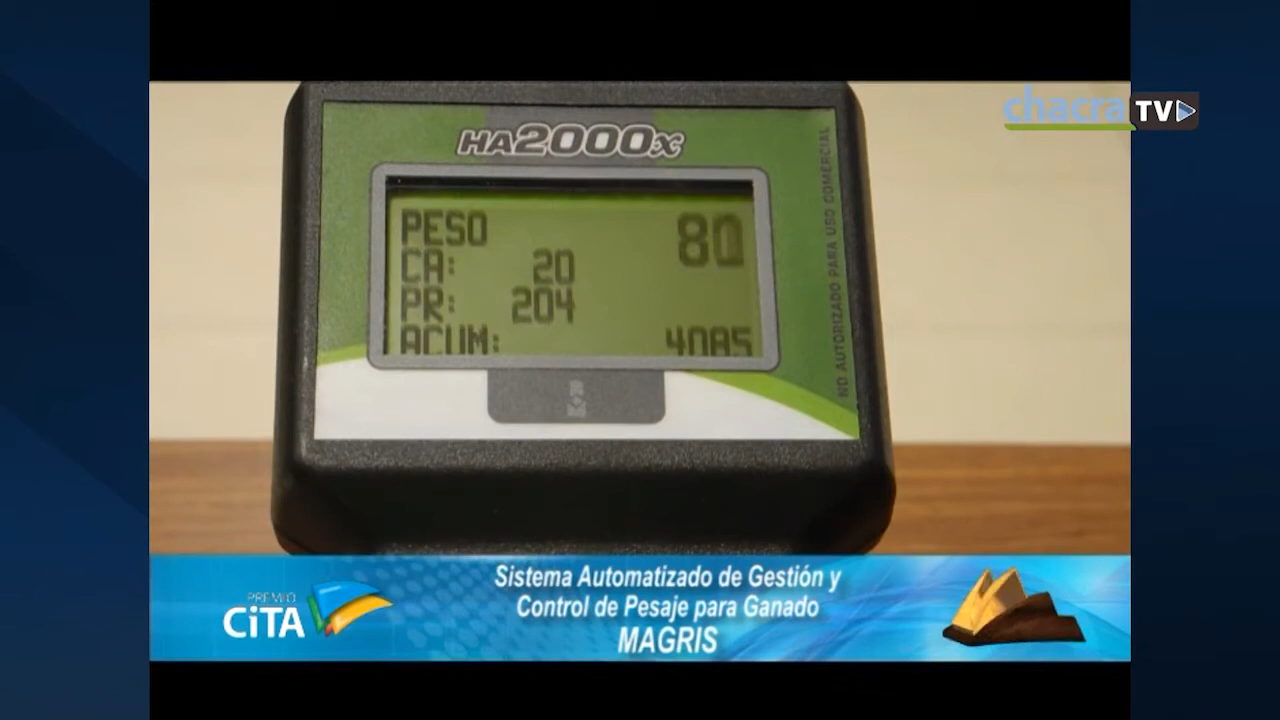 chacra TV
HA2000x
NO AUTORIZADO PARA USO COMERCIAL
PESO 80
CA: 20
PR: 204
ACUM: 4085
PREMIO
CiTA
Sistema Automatizado de Gestión y
Control de Pesaje para Ganado
MAGRIS